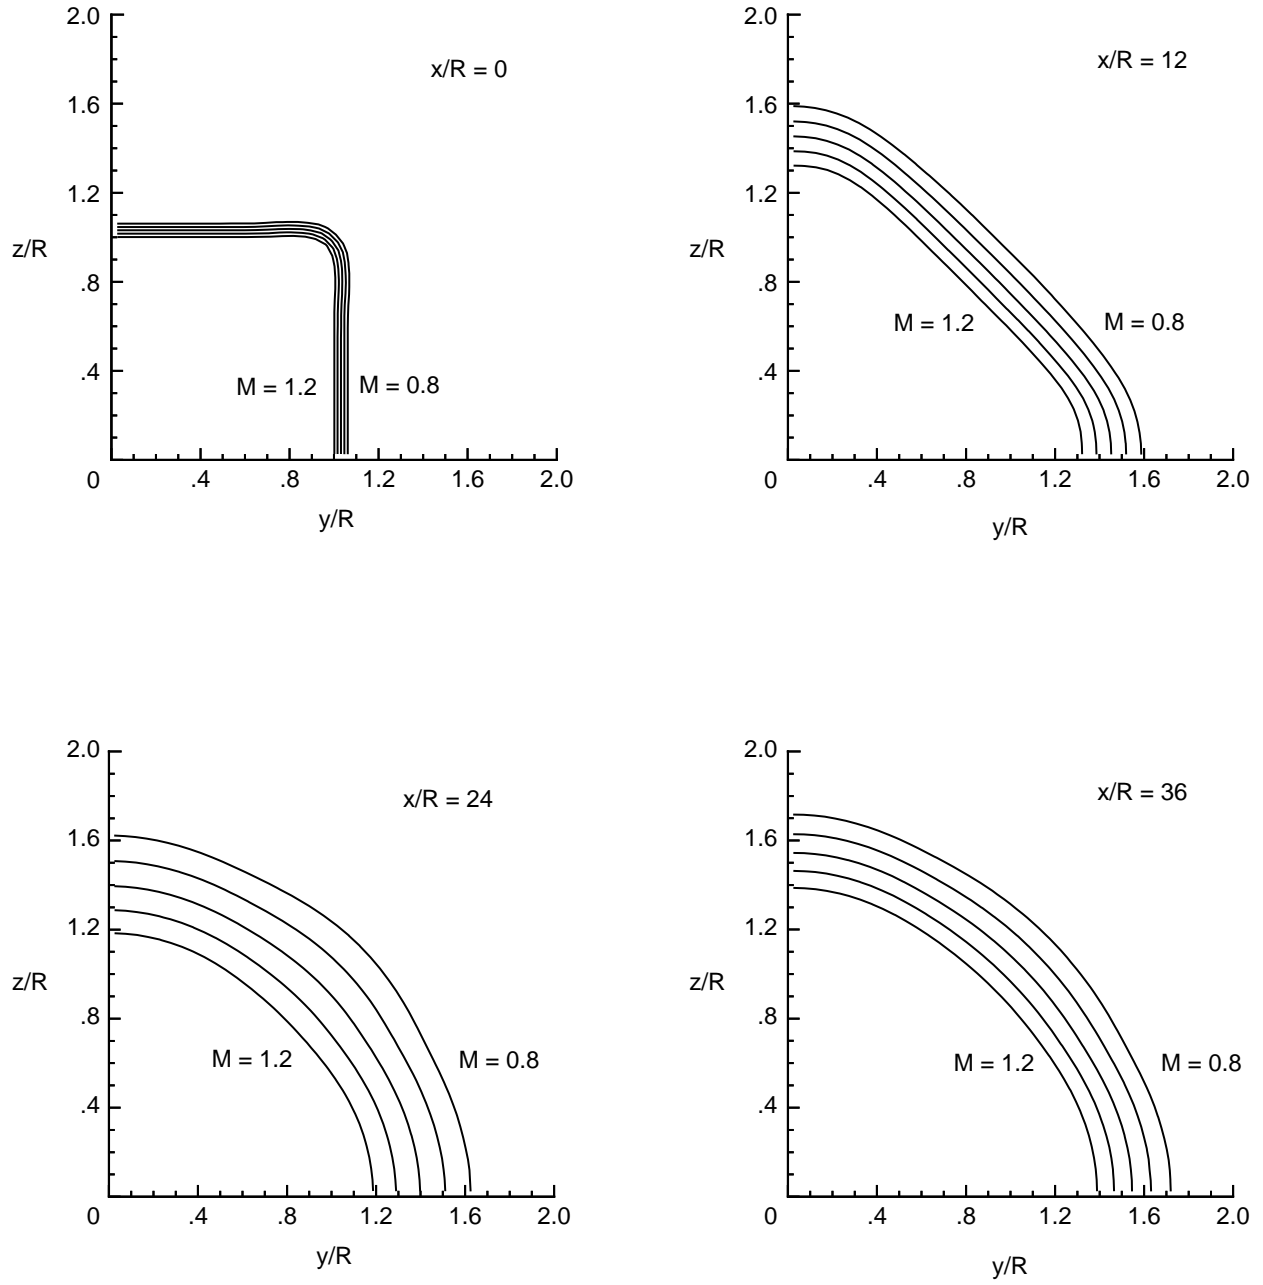 2.0
x/R = 0
1.6
1.2
z/R
.8
M = 1.2
M = 0.8
.4
0
.4
.8
1.2
1.6
2.0
y/R
2.0
x/R = 12
1.6
1.2
z/R
.8
M = 1.2
M = 0.8
.4
0
.4
.8
1.2
1.6
2.0
y/R
2.0
x/R = 24
1.6
1.2
z/R
.8
M = 1.2
M = 0.8
.4
0
.4
.8
1.2
1.6
2.0
y/R
2.0
x/R = 36
1.6
1.2
z/R
.8
M = 1.2
M = 0.8
.4
0
.4
.8
1.2
1.6
2.0
y/R